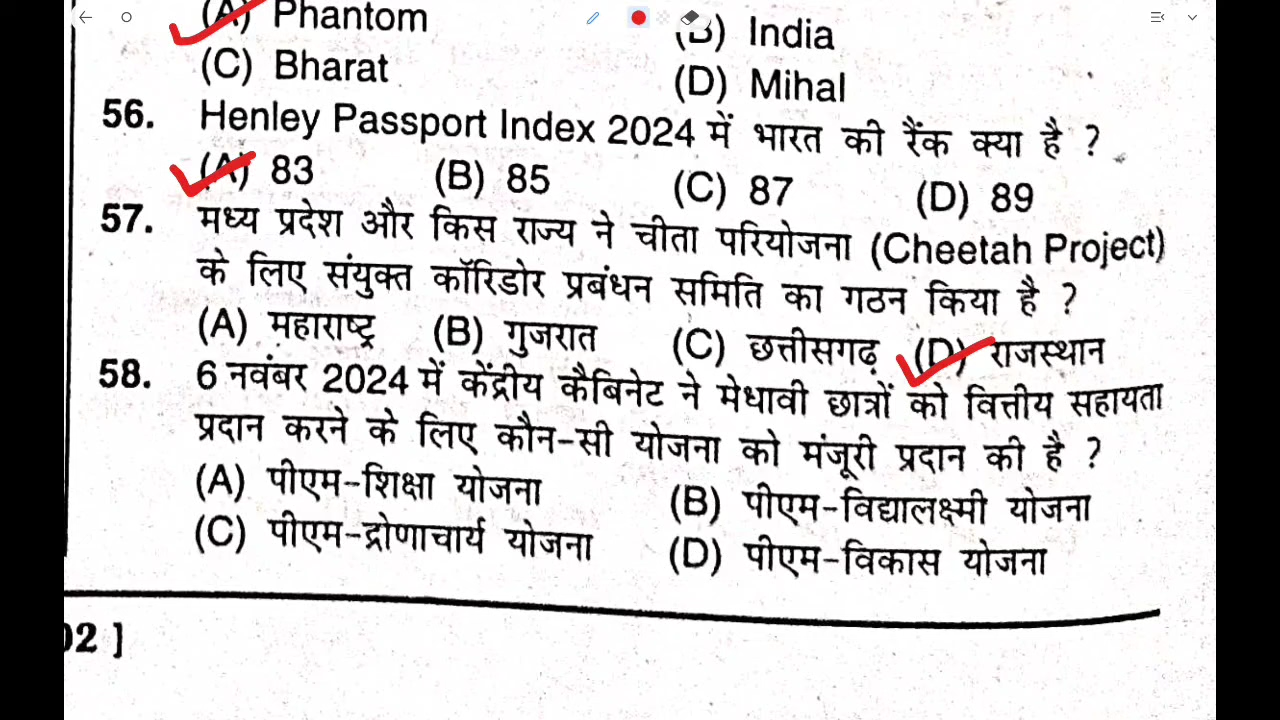 (A) Phantom (B) India
(C) Bharat (D) Mihal
56. Henley Passport Index 2024 में भारत की रैंक क्या है ?
(A) 83 (B) 85 (C) 87 (D) 89
57. मध्य प्रदेश और किस राज्य ने चीता परियोजना (Cheetah Project)
के लिए संयुक्त कॉरिडोर प्रबंधन समिति का गठन किया है ?
(A) महाराष्ट्र (B) गुजरात (C) छत्तीसगढ़ (D) राजस्थान
58. 6 नवंबर 2024 में केंद्रीय कैबिनेट ने मेधावी छात्रों को वित्तीय सहायता
प्रदान करने के लिए कौन-सी योजना को मंजूरी प्रदान की है ?
(A) पीएम-शिक्षा योजना (B) पीएम-विद्यालक्ष्मी योजना
(C) पीएम-द्रोणाचार्य योजना (D) पीएम-विकास योजना
02 ]